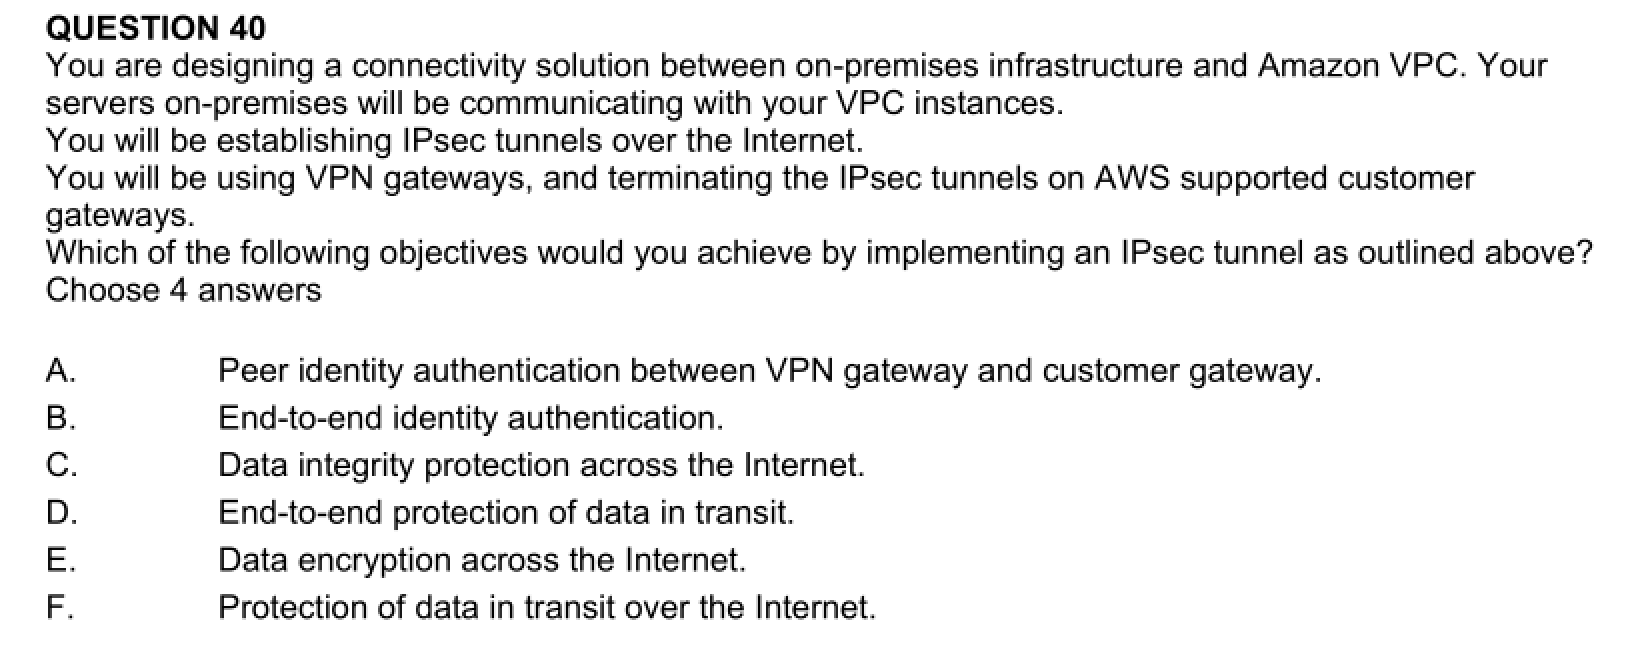 QUESTION 40
You are designing a connectivity solution between on-premises infrastructure and Amazon VPC. Your
servers on-premises will be communicating with your VPC instances.
You will be establishing IPsec tunnels over the Internet.
You will be using VPN gateways, and terminating the IPsec tunnels on AWS supported customer
gateways.
Which of the following objectives would you achieve by implementing an IPsec tunnel as outlined above?
Choose 4 answers
A. Peer identity authentication between VPN gateway and customer gateway.
B. End-to-end identity authentication.
C. Data integrity protection across the Internet.
D. End-to-end protection of data in transit.
E. Data encryption across the Internet.
F. Protection of data in transit over the Internet.